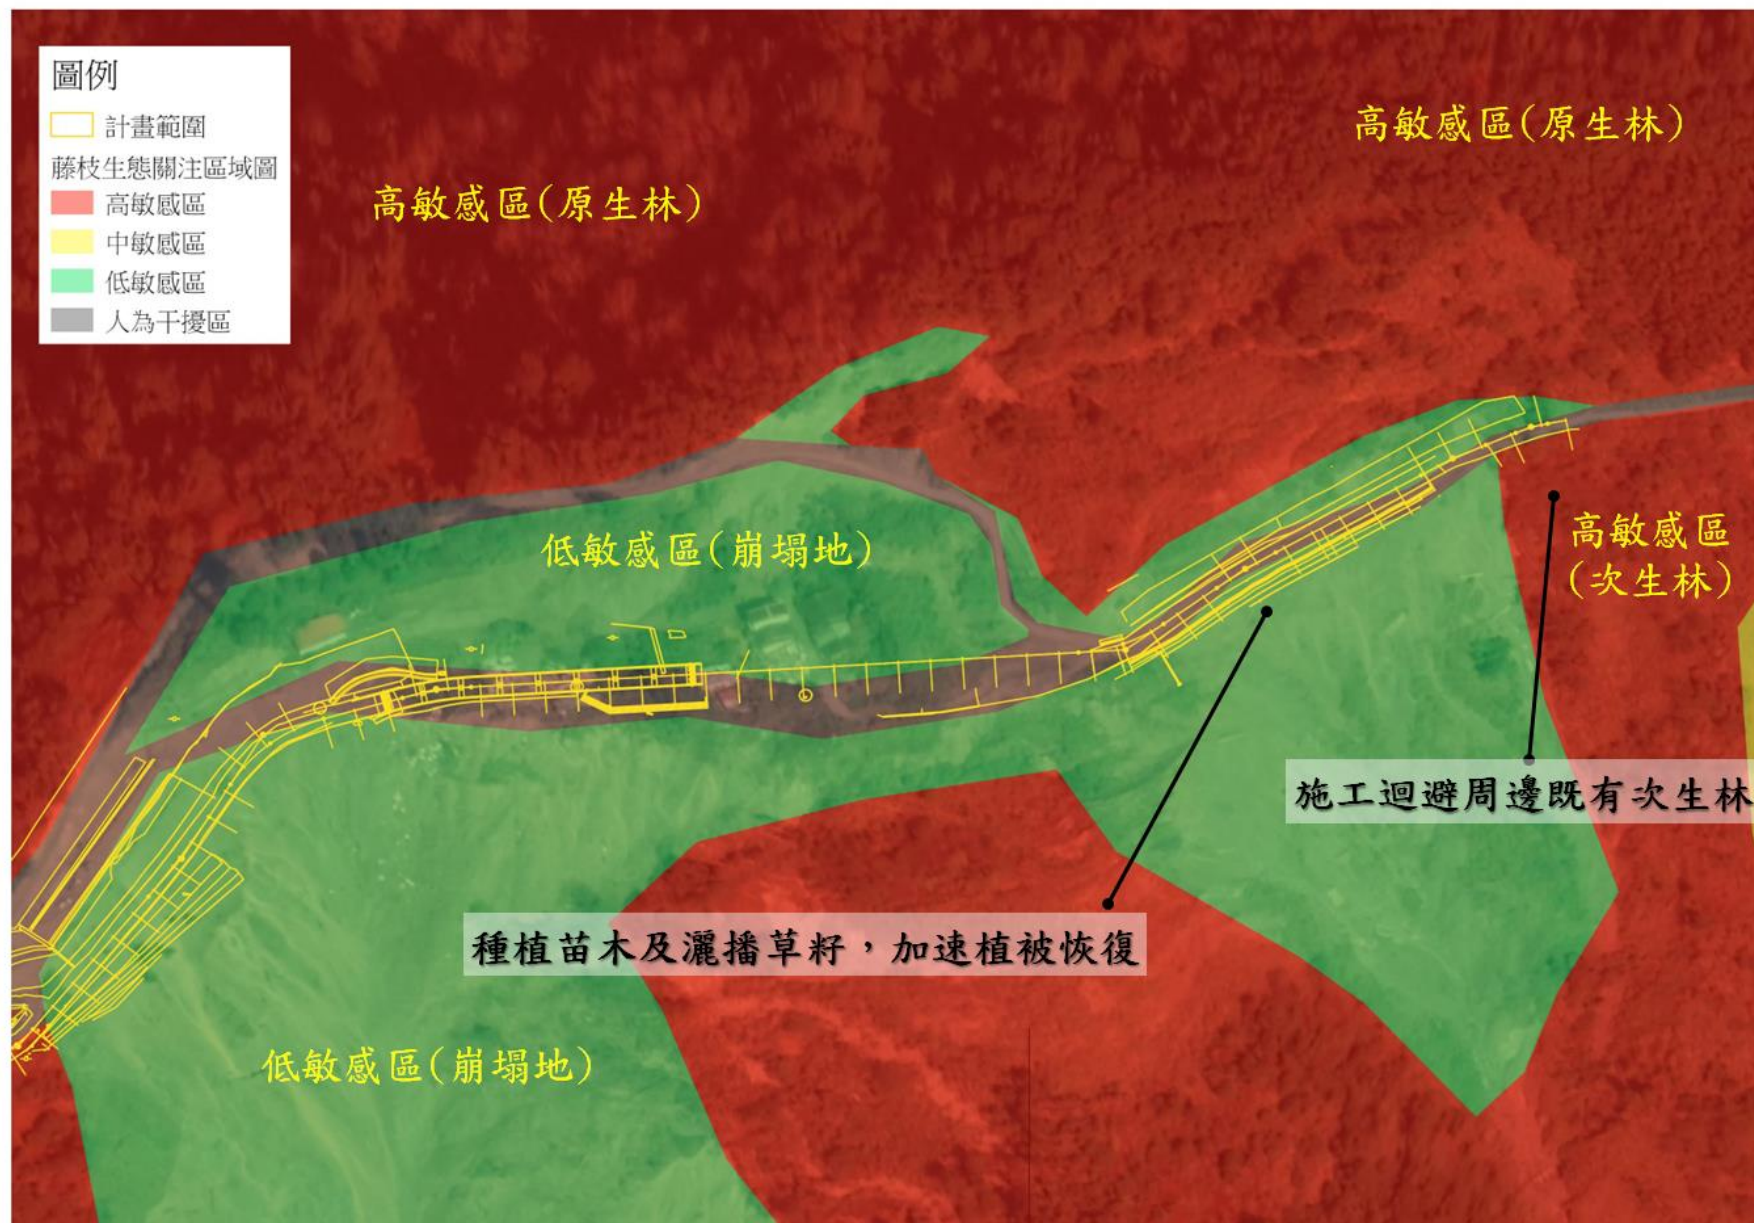 圖例
計畫範圍
藤枝生態關注區域圖
高敏感區
中敏感區
低敏感區
人為干擾區
高敏感區(原生林)
高敏感區(原生林)
低敏感區(崩塌地)
高敏感區
(次生林)
施工迴避周邊既有次生林
種植苗木及灑播草籽，加速植被恢復
低敏感區(崩塌地)